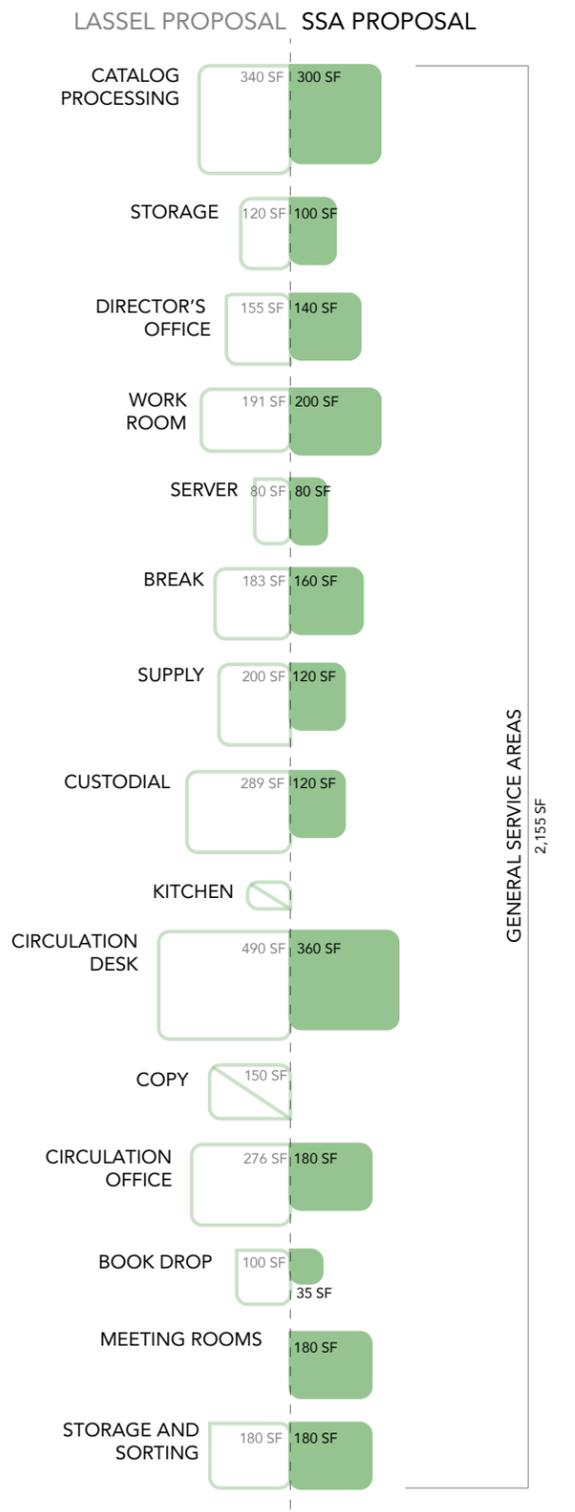 LASSEL PROPOSAL SSA PROPOSAL
CATALOG 340 SF 300 SF
PROCESSING
STORAGE 120 SF 100 SF
DIRECTOR'S 155 SF 140 SF
OFFICE
WORK 191 SF 200 SF
ROOM
SERVER 80 SF 80 SF
BREAK 183 SF 160 SF
SUPPLY 200 SF 120 SF
CUSTODIAL 289 SF 120 SF
KITCHEN
CIRCULATION 490 SF 360 SF
DESK
COPY 150 SF
CIRCULATION 276 SF 180 SF
OFFICE
BOOK DROP 100 SF
35 SF
MEETING ROOMS 180 SF
STORAGE AND 180 SF 180 SF
SORTING
GENERAL SERVICE AREAS
2,155 SF